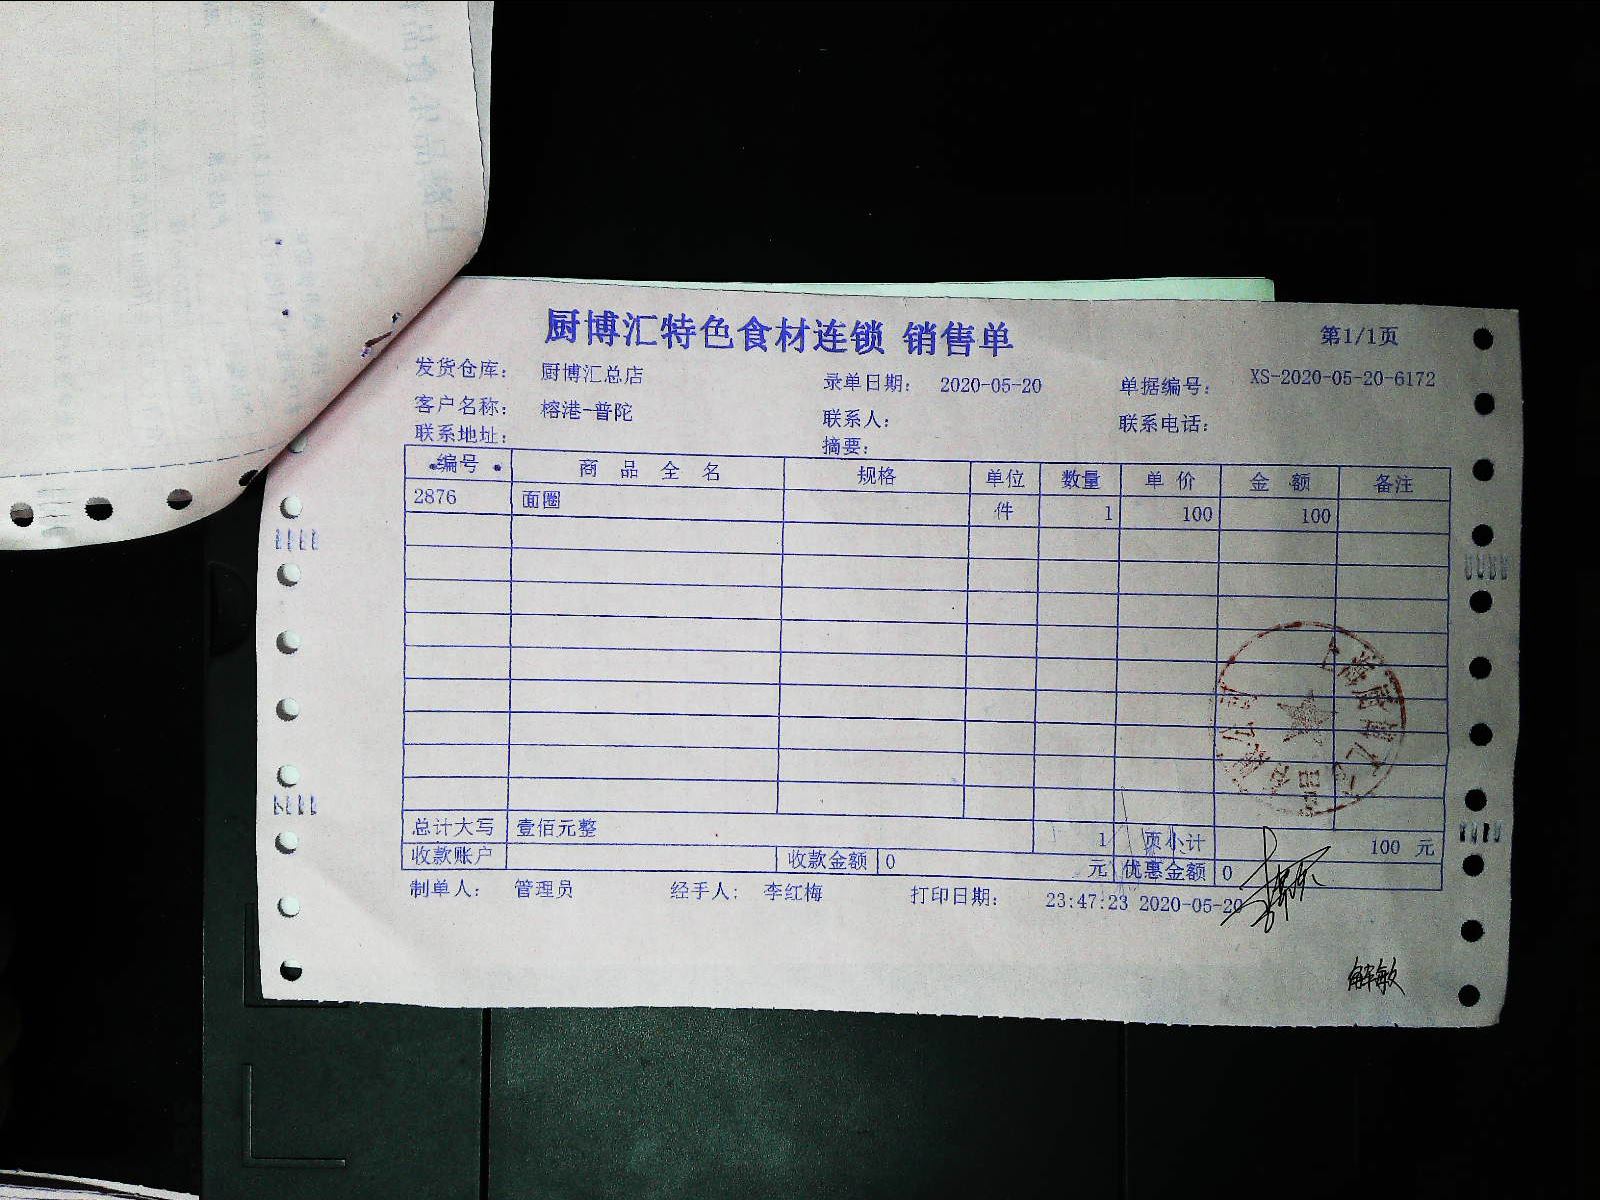 厨博汇特色食材连锁 销售单
第1/1页
发货仓库： 厨博汇总店 录单日期： 2020-05-20 单据编号： XS-2020-05-20-6172
客户名称： 榕港-普陀 联系人： 联系电话：
联系地址： 摘要：
编号 商品全名 规格 单位 数量 单价 金额 备注
2876 面圈 件 1 100 100
总计大写 壹佰元整 1 页小计 100 元
收款账户 收款金额 0 元 优惠金额 0
制单人： 管理员 经手人： 李红梅 打印日期： 23:47:23 2020-05-20
解敏